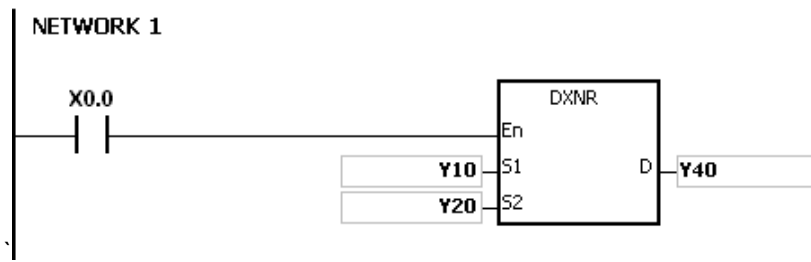 NETWORK 1
X0.0
DXNR
En
Y10 S1 D Y40
Y20 S2